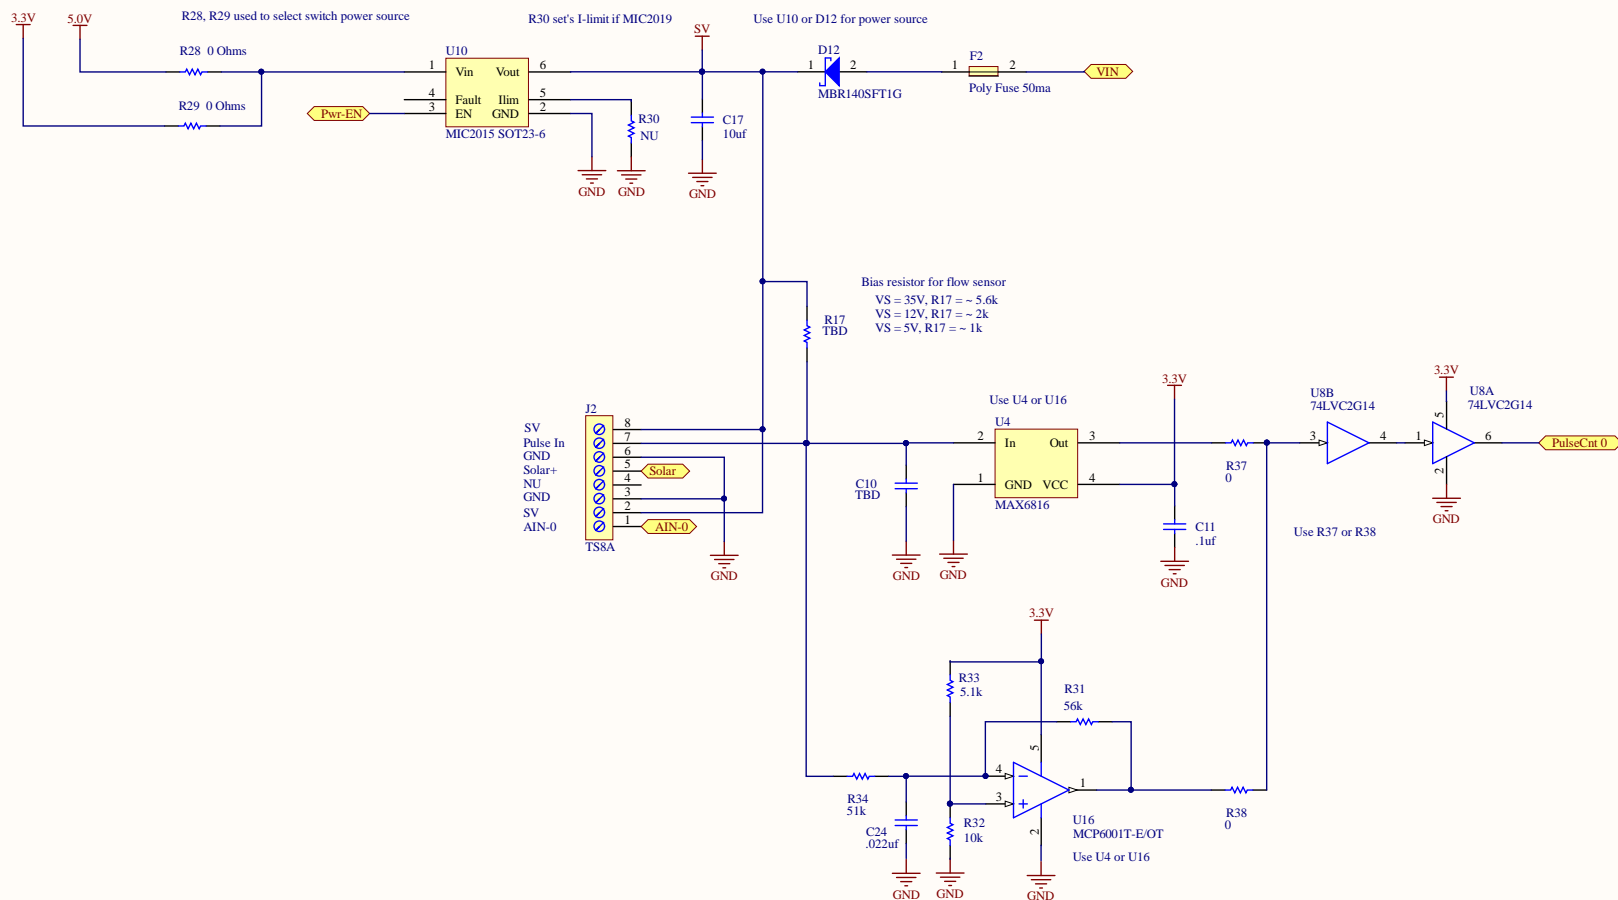 3.3V
5.0V
R28, R29 used to select switch power source
R30 set's I-limit if MIC2019
Use U10 or D12 for power source
R28 0 Ohms
R29 0 Ohms
Pwr-EN
U10
1 Vin Vout 6
4 Fault Ilim 5
3 EN GND 2
MIC2015 SOT23-6
GND
R30
NU
GND
SV
C17
10uf
GND
D12
1 2
MBR140SFT1G
F2
1 2
Poly Fuse 50ma
VIN
Bias resistor for flow sensor
VS = 35V, R17 = ~ 5.6k
VS = 12V, R17 = ~ 2k
VS = 5V, R17 = ~ 1k
R17
TBD
J2
SV 8
Pulse In 7
GND 6
Solar+ 5 Solar
NU 4
GND 3
SV 2
AIN-0 1 AIN-0
TS8A
GND
C10
TBD
GND
Use U4 or U16
U4
2 In Out 3
1 GND VCC 4
MAX6816
GND
3.3V
C11
.1uf
GND
R37
0
Use R37 or R38
U8B
74LVC2G14
3 4
3.3V
U8A
74LVC2G14
5
1 6
2
GND
PulseCnt 0
3.3V
R33
5.1k
R31
56k
5
4
3
1
2
R34
51k
C24
.022uf
GND
R32
10k
GND
U16
MCP6001T-E/OT
Use U4 or U16
GND
R38
0